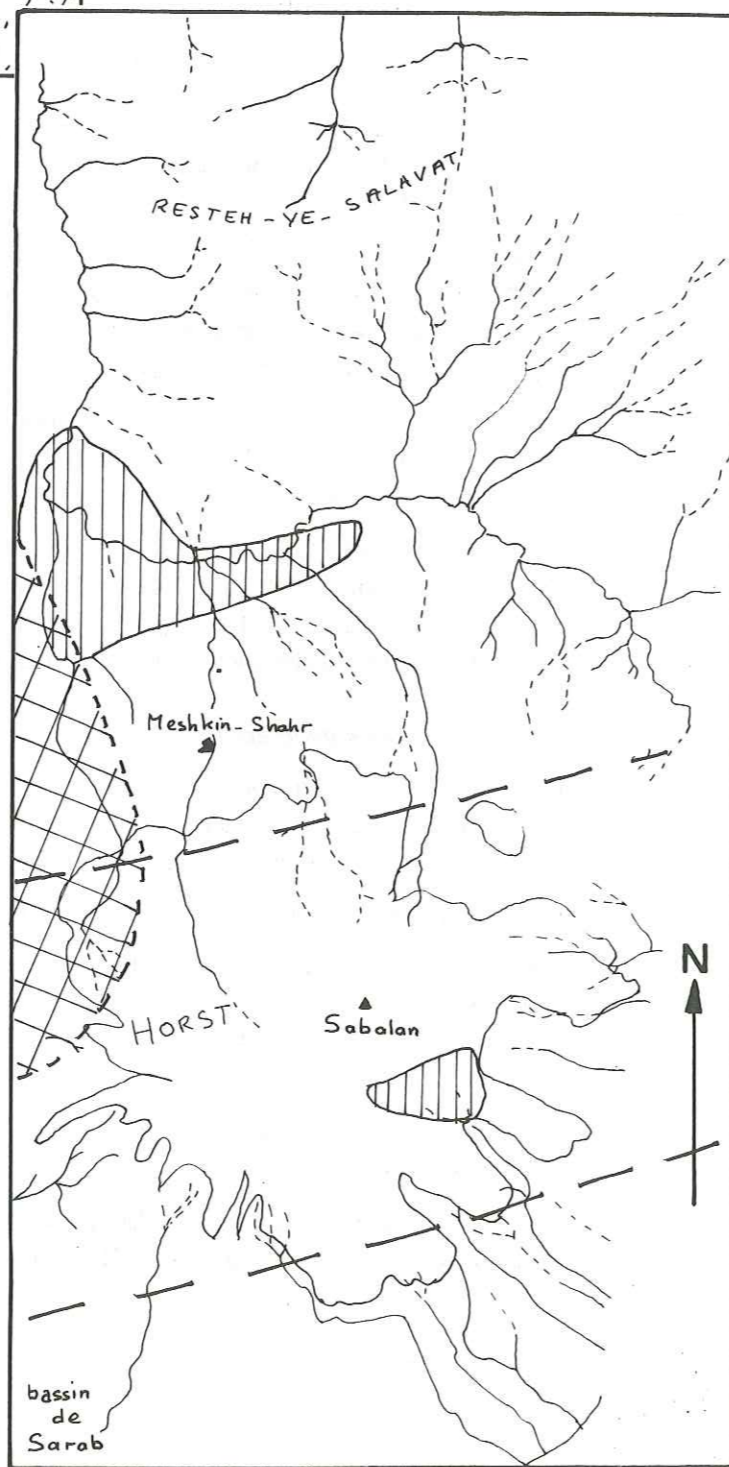 RESTEH-YE-SALAVAT
Meshkin-Shahr
N
HORST
Sabalan
bassin
de
Sarab